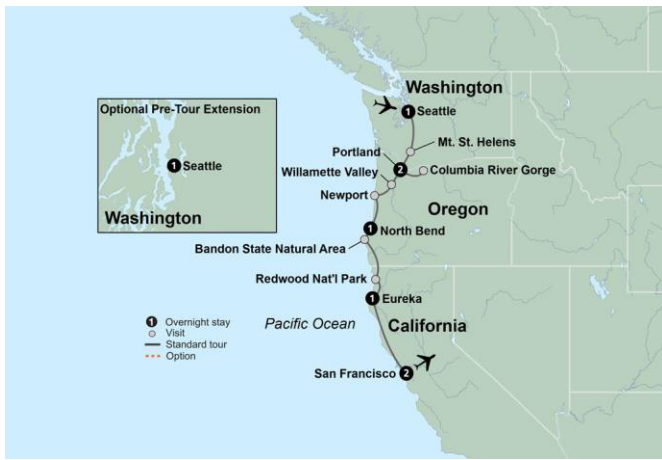 Optional Pre-Tour Extension
1 Seattle
Washington
Washington
1 Seattle
Mt. St. Helens
Portland
2
Columbia River Gorge
Willamette Valley
Newport
Oregon
1 North Bend
Bandon State Natural Area
Redwood Nat'l Park
1 Eureka
Pacific Ocean
California
San Francisco 2
1 Overnight stay
Visit
Standard tour
Option